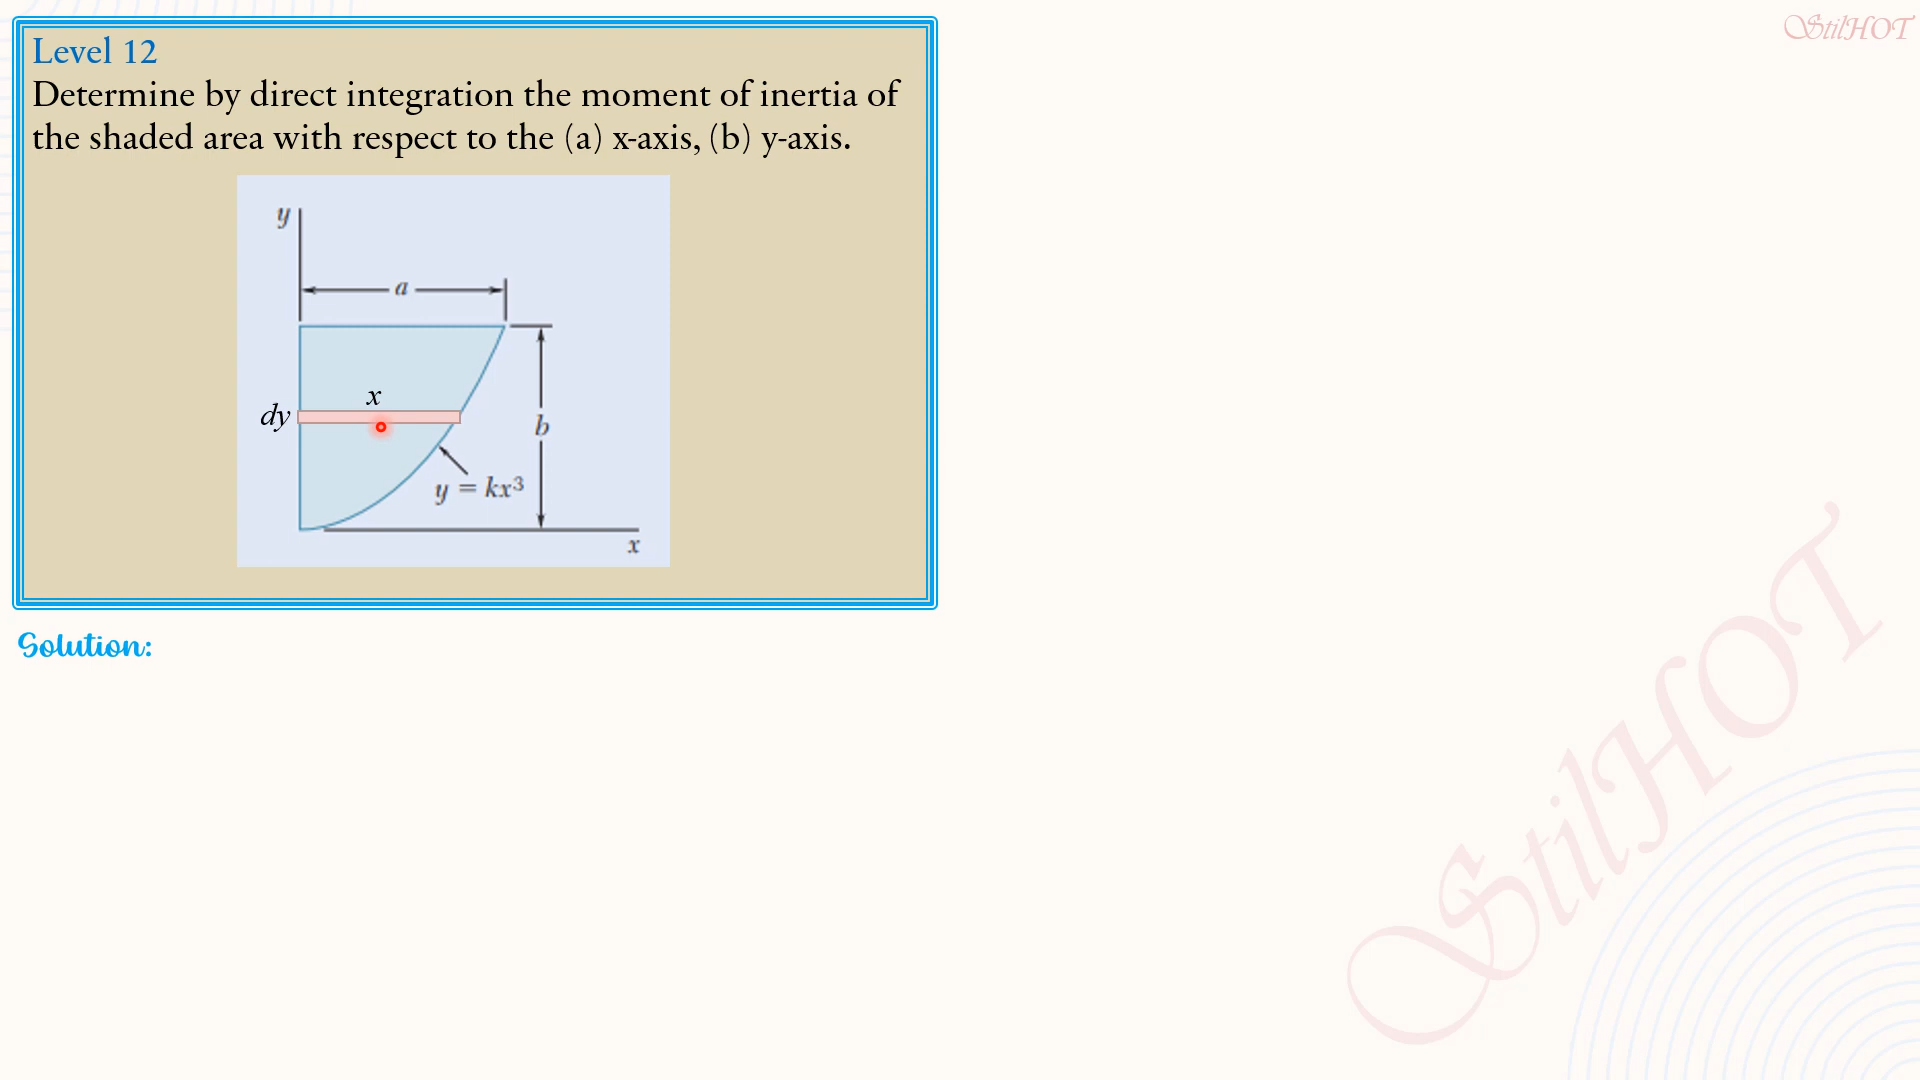 StilHOT
Level 12
Determine by direct integration the moment of inertia of
the shaded area with respect to the (a) x-axis, (b) y-axis.
y
a
x
dy
b
y = kx³
x
Solution:
StilHOT